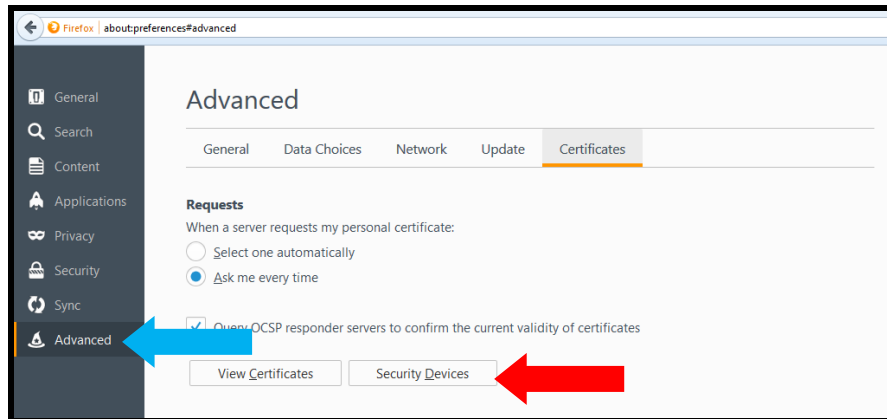 Firefox about:preferences#advanced
General
Search
Content
Applications
Privacy
Security
Sync
Advanced
Advanced
General Data Choices Network Update Certificates
Requests
When a server requests my personal certificate:
Select one automatically
Ask me every time
Query OCSP responder servers to confirm the current validity of certificates
View Certificates Security Devices